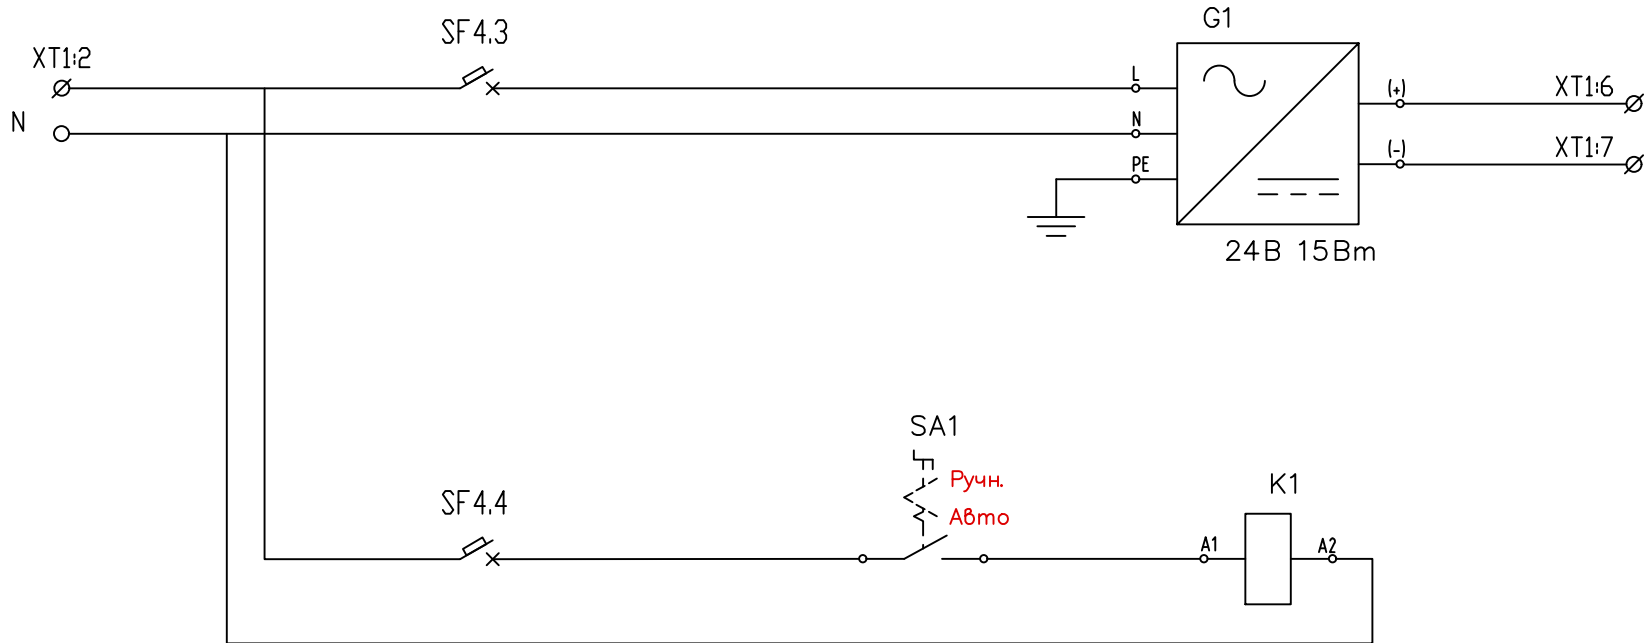 G1
SF4.3
XT1:2
L
(+)
XT1:6
N
N
(-)
XT1:7
PE
24В 15Вт
SA1
Ручн.
K1
SF4.4
Авто
A1
A2